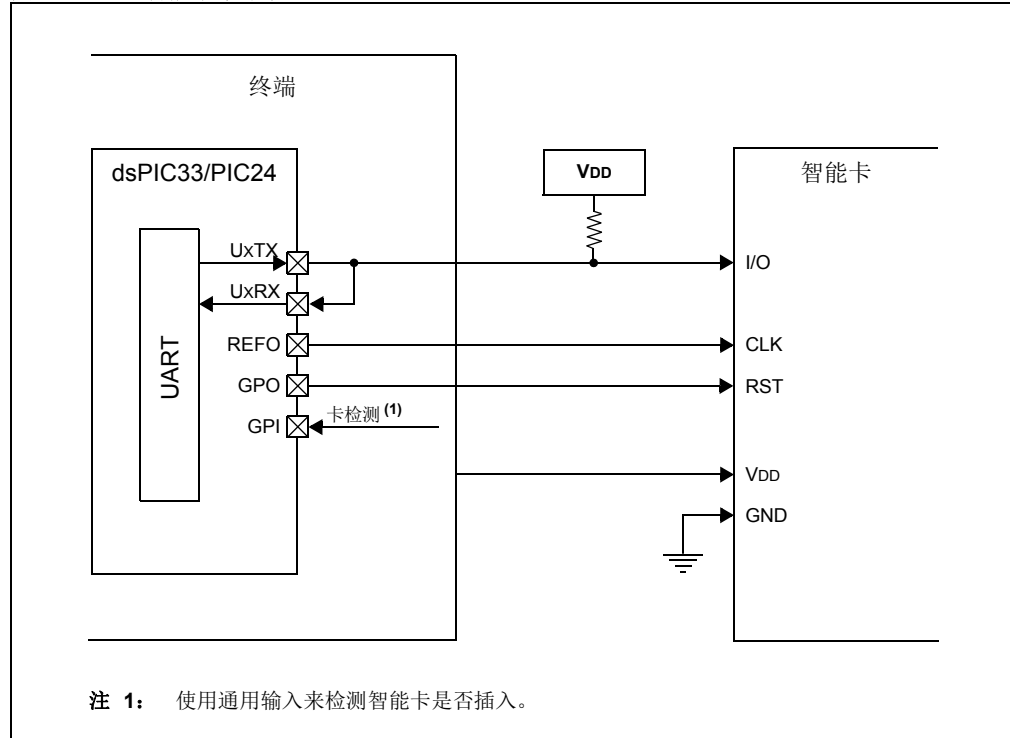 终端
dsPIC33/PIC24
VDD
智能卡
UxTX
I/O
UxRX
UART
REFO
CLK
GPO
RST
GPI
卡检测(1)
VDD
GND
注 1： 使用通用输入来检测智能卡是否插入。